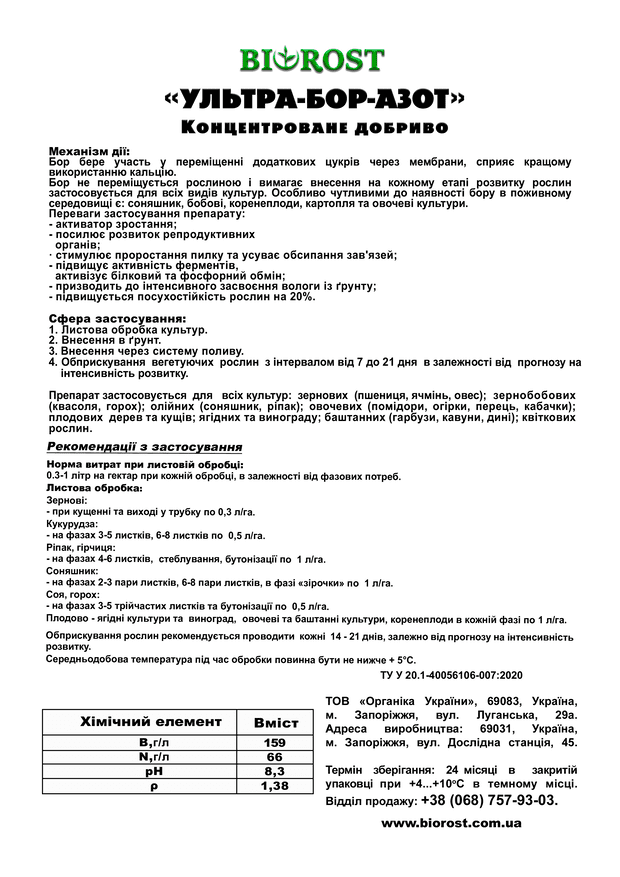 BIOROST
«УЛЬТРА-БОР-АЗОТ»
КОНЦЕНТРОВАНЕ ДОБРИВО
Механізм дії:
Бор бере участь у переміщенні додаткових цукрів через мембрани, сприяє кращому
використанню кальцію.
Бор не переміщується рослиною і вимагає внесення на кожному етапі розвитку рослин
застосовується для всіх видів культур. Особливо чутливими до наявності бору в поживному
середовищі є: соняшник, бобові, коренеплоди, картопля та овочеві культури.
Переваги застосування препарату:
- активатор зростання;
- посилює розвиток репродуктивних
органів;
· стимулює проростання пилку та усуває обсипання зав'язей;
- підвищує активність ферментів,
активізує білковий та фосфорний обмін;
- призводить до інтенсивного засвоєння вологи із ґрунту;
- підвищується посухостійкість рослин на 20%.
Сфера застосування:
1. Листова обробка культур.
2. Внесення в ґрунт.
3. Внесення через систему поливу.
4. Обприскування вегетуючих рослин з інтервалом від 7 до 21 дня в залежності від прогнозу на
інтенсивність розвитку.
Препарат застосовується для всіх культур: зернових (пшениця, ячмінь, овес); зернобобових
(квасоля, горох); олійних (соняшник, ріпак); овочевих (помідори, огірки, перець, кабачки);
плодових дерев та кущів; ягідних та винограду; баштанних (гарбузи, кавуни, дині); квіткових
рослин.
Рекомендації з застосування
Норма витрат при листовій обробці:
0.3-1 літр на гектар при кожній обробці, в залежності від фазових потреб.
Листова обробка:
Зернові:
- при кущенні та виході у трубку по 0,3 л/га.
Кукурудза:
- на фазах 3-5 листків, 6-8 листків по 0,5 л/га.
Ріпак, гірчиця:
- на фазах 4-6 листків, стеблування, бутонізації по 1 л/га.
Соняшник:
- на фазах 2-3 пари листків, 6-8 пари листків, в фазі «зірочки» по 1 л/га.
Соя, горох:
- на фазах 3-5 трійчастих листків та бутонізації по 0,5 л/га.
Плодово - ягідні культури та виноград, овочеві та баштанні культури, коренеплоди в кожній фазі по 1 л/га.
Обприскування рослин рекомендується проводити кожні 14 - 21 днів, залежно від прогнозу на інтенсивність
розвитку.
Середньодобова температура під час обробки повинна бути не нижче + 5°С.
ТУ У 20.1-40056106-007:2020
Хімічний елемент Вміст
В,г/л 159
N,г/л 66
pH 8,3
ρ 1,38
ТОВ «Органіка України», 69083, Україна,
м. Запоріжжя, вул. Луганська, 29а.
Адреса виробництва: 69031, Україна,
м. Запоріжжя, вул. Дослідна станція, 45.
Термін зберігання: 24 місяці в закритій
упаковці при +4...+10°С в темному місці.
Відділ продажу: +38 (068) 757-93-03.
www.biorost.com.ua